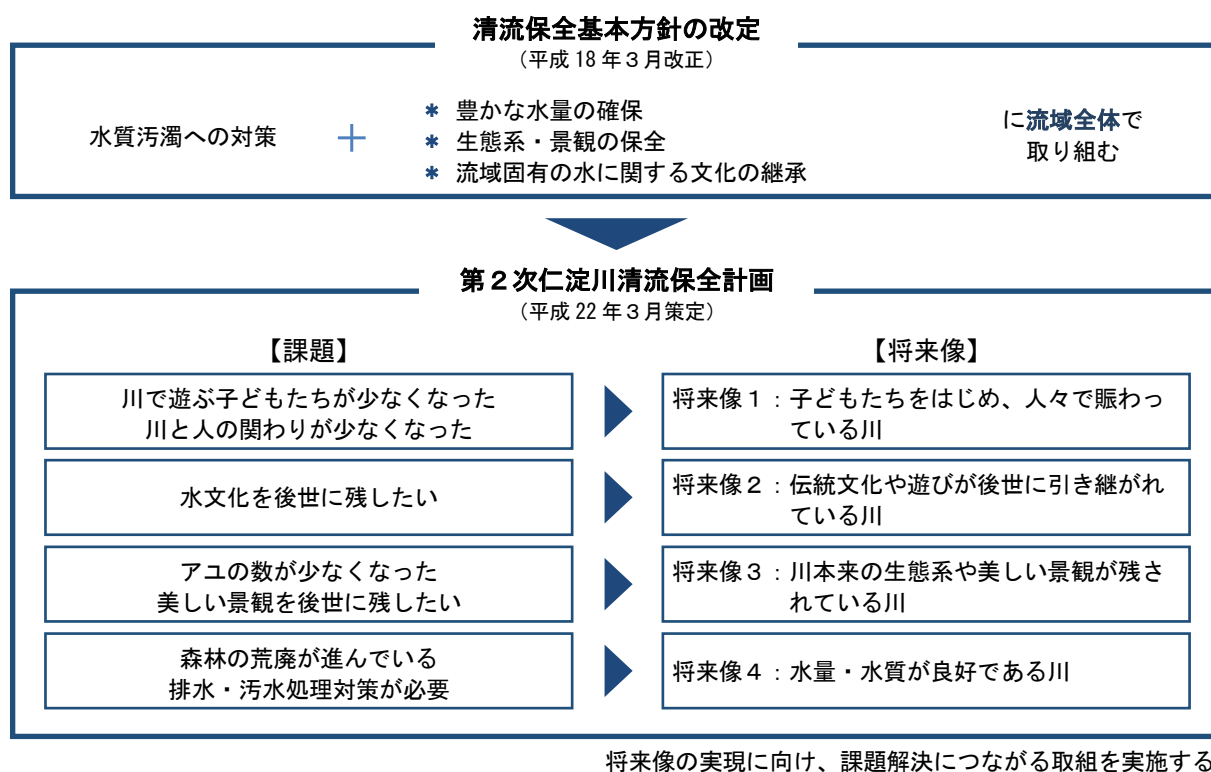 清流保全基本方針の改定
（平成 18 年３月改正）
水質汚濁への対策
＋
＊ 豊かな水量の確保
＊ 生態系・景観の保全
＊ 流域固有の水に関する文化の継承
に流域全体で
取り組む
第２次仁淀川清流保全計画
（平成 22 年３月策定）
【課題】
【将来像】
川で遊ぶ子どもたちが少なくなった
川と人の関わりが少なくなった
将来像１：子どもたちをはじめ、人々で賑わっ
ている川
水文化を後世に残したい
将来像２：伝統文化や遊びが後世に引き継がれ
ている川
アユの数が少なくなった
美しい景観を後世に残したい
将来像３：川本来の生態系や美しい景観が残さ
れている川
森林の荒廃が進んでいる
排水・汚水処理対策が必要
将来像４：水量・水質が良好である川
将来像の実現に向け、課題解決につながる取組を実施する